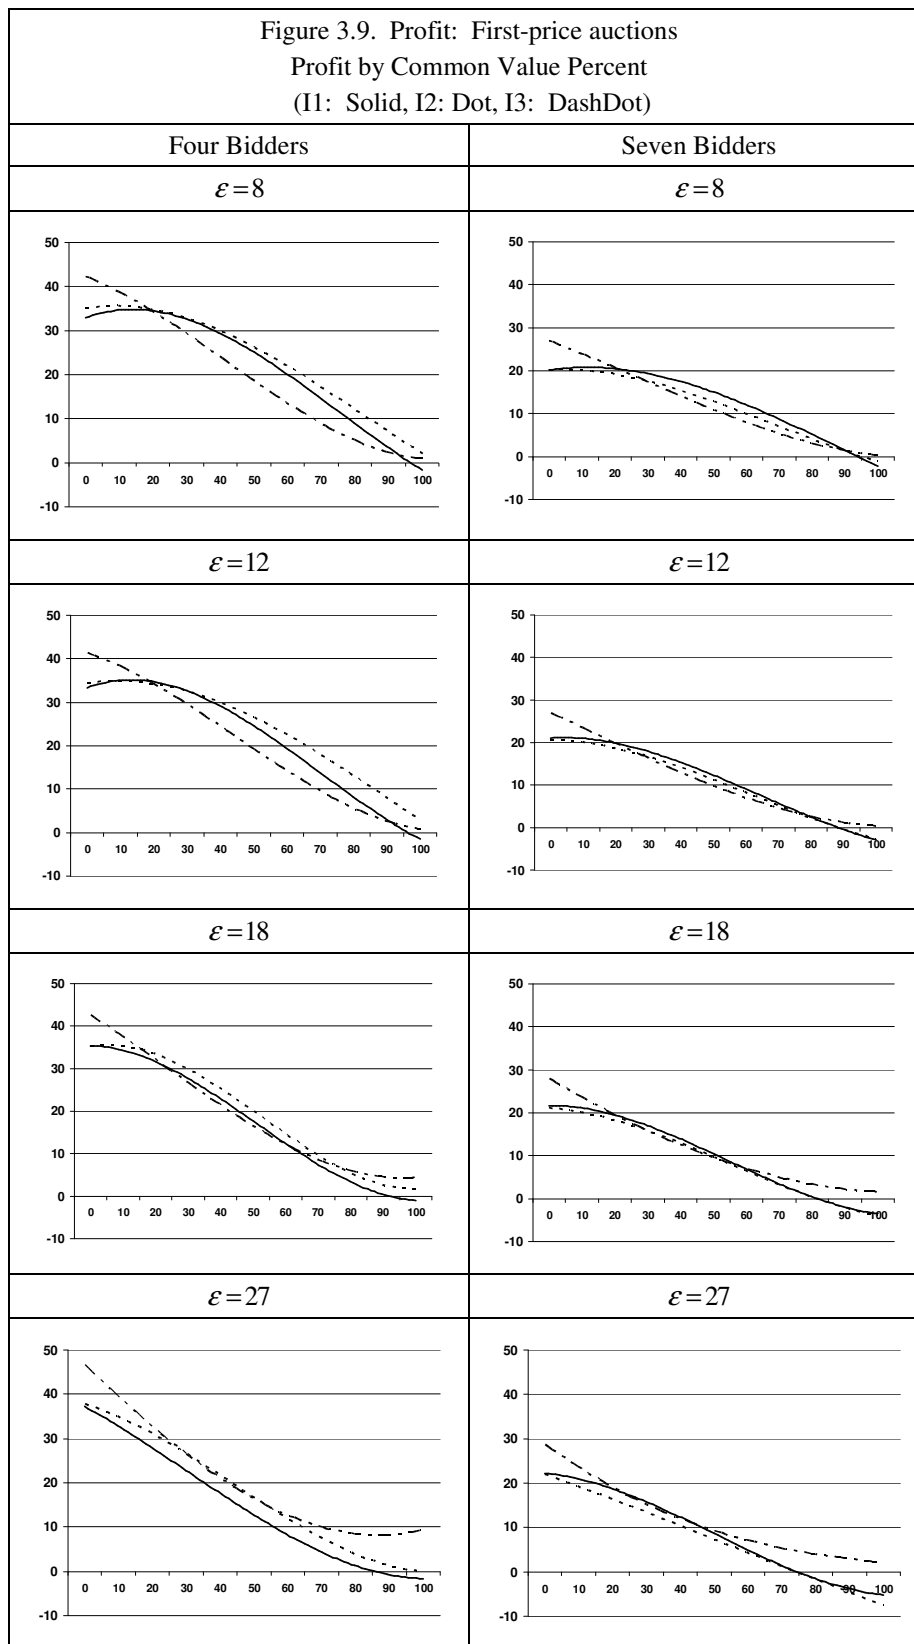 Figure 3.9. Profit: First-price auctions
Profit by Common Value Percent
(I1: Solid, I2: Dot, I3: DashDot)
Four Bidders
Seven Bidders
ε=8
ε=8
50
40
30
20
10
0
-10
0 10 20 30 40 50 60 70 80 90 100
50
40
30
20
10
0
-10
0 10 20 30 40 50 60 70 80 90 100
ε=12
ε=12
50
40
30
20
10
0
-10
0 10 20 30 40 50 60 70 80 90 100
50
40
30
20
10
0
-10
0 10 20 30 40 50 60 70 80 90 100
ε=18
ε=18
50
40
30
20
10
0
-10
0 10 20 30 40 50 60 70 80 90 100
50
40
30
20
10
0
-10
0 10 20 30 40 50 60 70 80 90 100
ε=27
ε=27
50
40
30
20
10
0
-10
0 10 20 30 40 50 60 70 80 90 100
50
40
30
20
10
0
-10
0 10 20 30 40 50 60 70 80 90 100